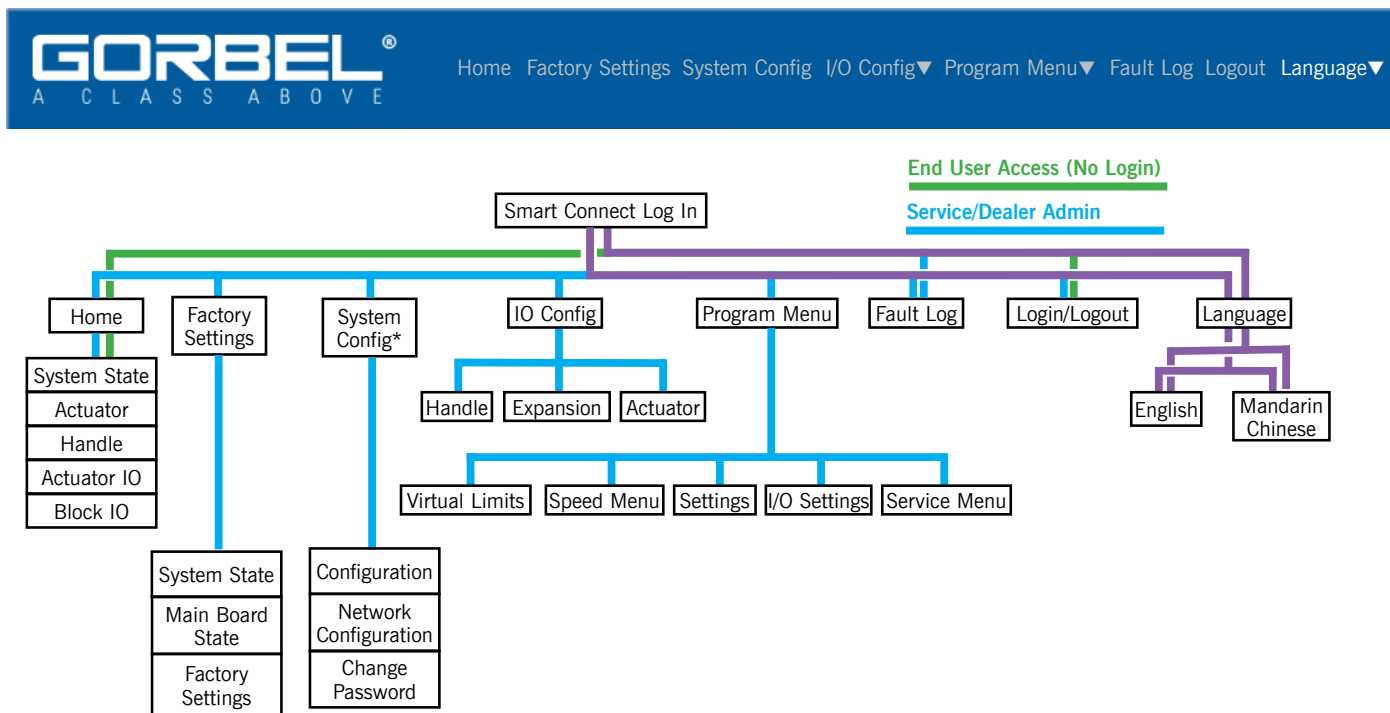 GORBEL®
A CLASS ABOVE
Home Factory Settings System Config I/O Config▼ Program Menu▼ Fault Log Logout Language▼
End User Access (No Login)
Service/Dealer Admin
Smart Connect Log In
Home
Factory
Settings
System
Config*
IO Config
Program Menu
Fault Log
Login/Logout
Language
System State
Actuator
Handle
Actuator IO
Block IO
Handle
Expansion
Actuator
English
Mandarin
Chinese
Virtual Limits
Speed Menu
Settings
I/O Settings
Service Menu
System State
Main Board
State
Factory
Settings
Configuration
Network
Configuration
Change
Password